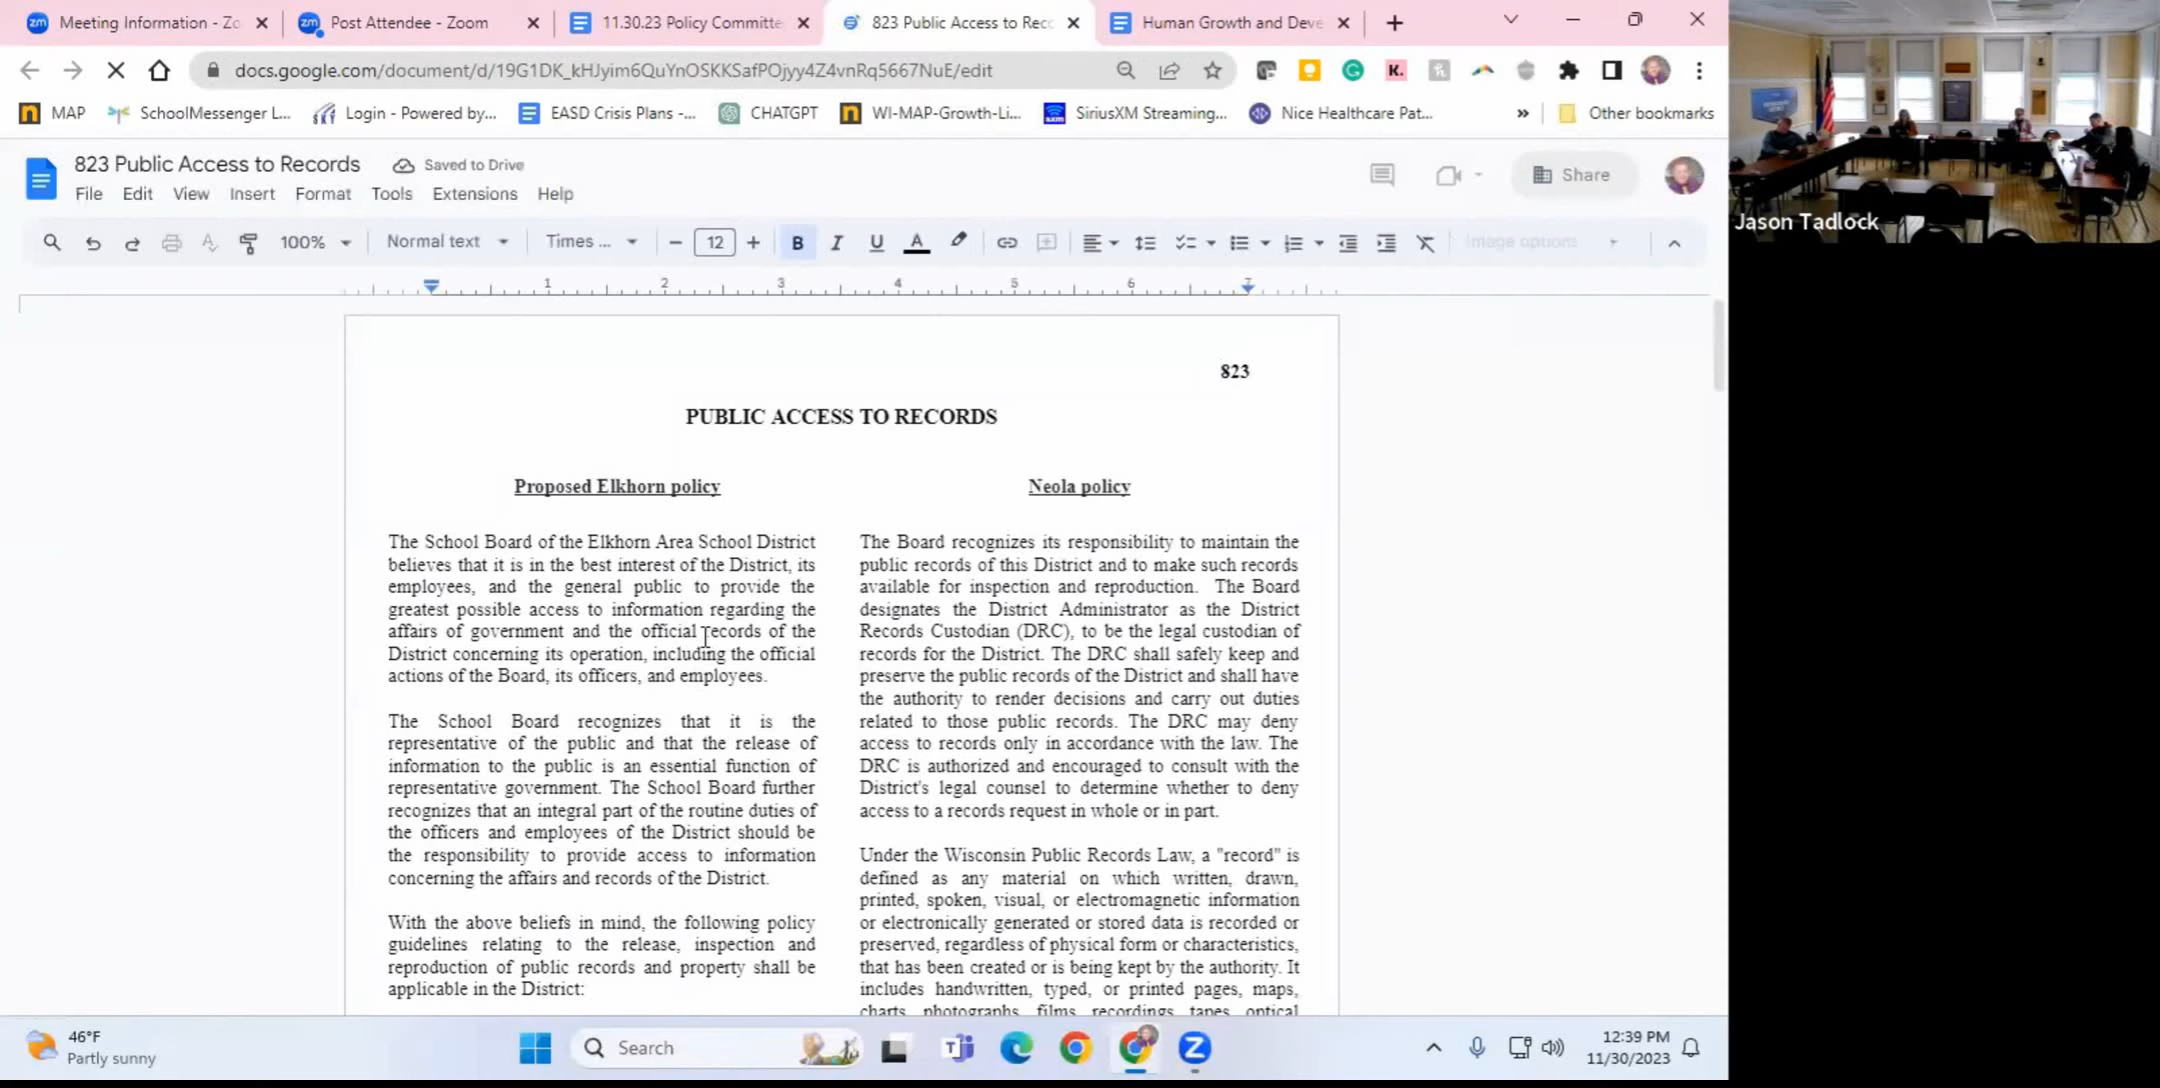 Meeting Information - Zo
Post Attendee - Zoom
11.30.23 Policy Committe
823 Public Access to Reco
Human Growth and Deve
docs.google.com/document/d/19G1DK_kHJyim6QuYnOSKKSafPOjyy4Z4vnRq5667NuE/edit
MAP
SchoolMessenger L...
Login - Powered by...
EASD Crisis Plans -...
CHATGPT
WI-MAP-Growth-Li...
SiriusXM Streaming...
Nice Healthcare Pat...
Other bookmarks
823 Public Access to Records
Saved to Drive
File Edit View Insert Format Tools Extensions Help
Share
100% Normal text Times ... 12 B I U A Image options
1 2 3 4 5 6 7
823
PUBLIC ACCESS TO RECORDS
Proposed Elkhorn policy
The School Board of the Elkhorn Area School District
believes that it is in the best interest of the District, its
employees, and the general public to provide the
greatest possible access to information regarding the
affairs of government and the official records of the
District concerning its operation, including the official
actions of the Board, its officers, and employees.
The School Board recognizes that it is the
representative of the public and that the release of
information to the public is an essential function of
representative government. The School Board further
recognizes that an integral part of the routine duties of
the officers and employees of the District should be
the responsibility to provide access to information
concerning the affairs and records of the District.
With the above beliefs in mind, the following policy
guidelines relating to the release, inspection and
reproduction of public records and property shall be
applicable in the District:
Neola policy
The Board recognizes its responsibility to maintain the
public records of this District and to make such records
available for inspection and reproduction. The Board
designates the District Administrator as the District
Records Custodian (DRC), to be the legal custodian of
records for the District. The DRC shall safely keep and
preserve the public records of the District and shall have
the authority to render decisions and carry out duties
related to those public records. The DRC may deny
access to records only in accordance with the law. The
DRC is authorized and encouraged to consult with the
District's legal counsel to determine whether to deny
access to a records request in whole or in part.
Under the Wisconsin Public Records Law, a "record" is
defined as any material on which written, drawn,
printed, spoken, visual, or electromagnetic information
or electronically generated or stored data is recorded or
preserved, regardless of physical form or characteristics,
that has been created or is being kept by the authority. It
includes handwritten, typed, or printed pages, maps,
charts, photographs, films, recordings, tapes, optical
Jason Tadlock
46°F
Partly sunny
Search
12:39 PM
11/30/2023